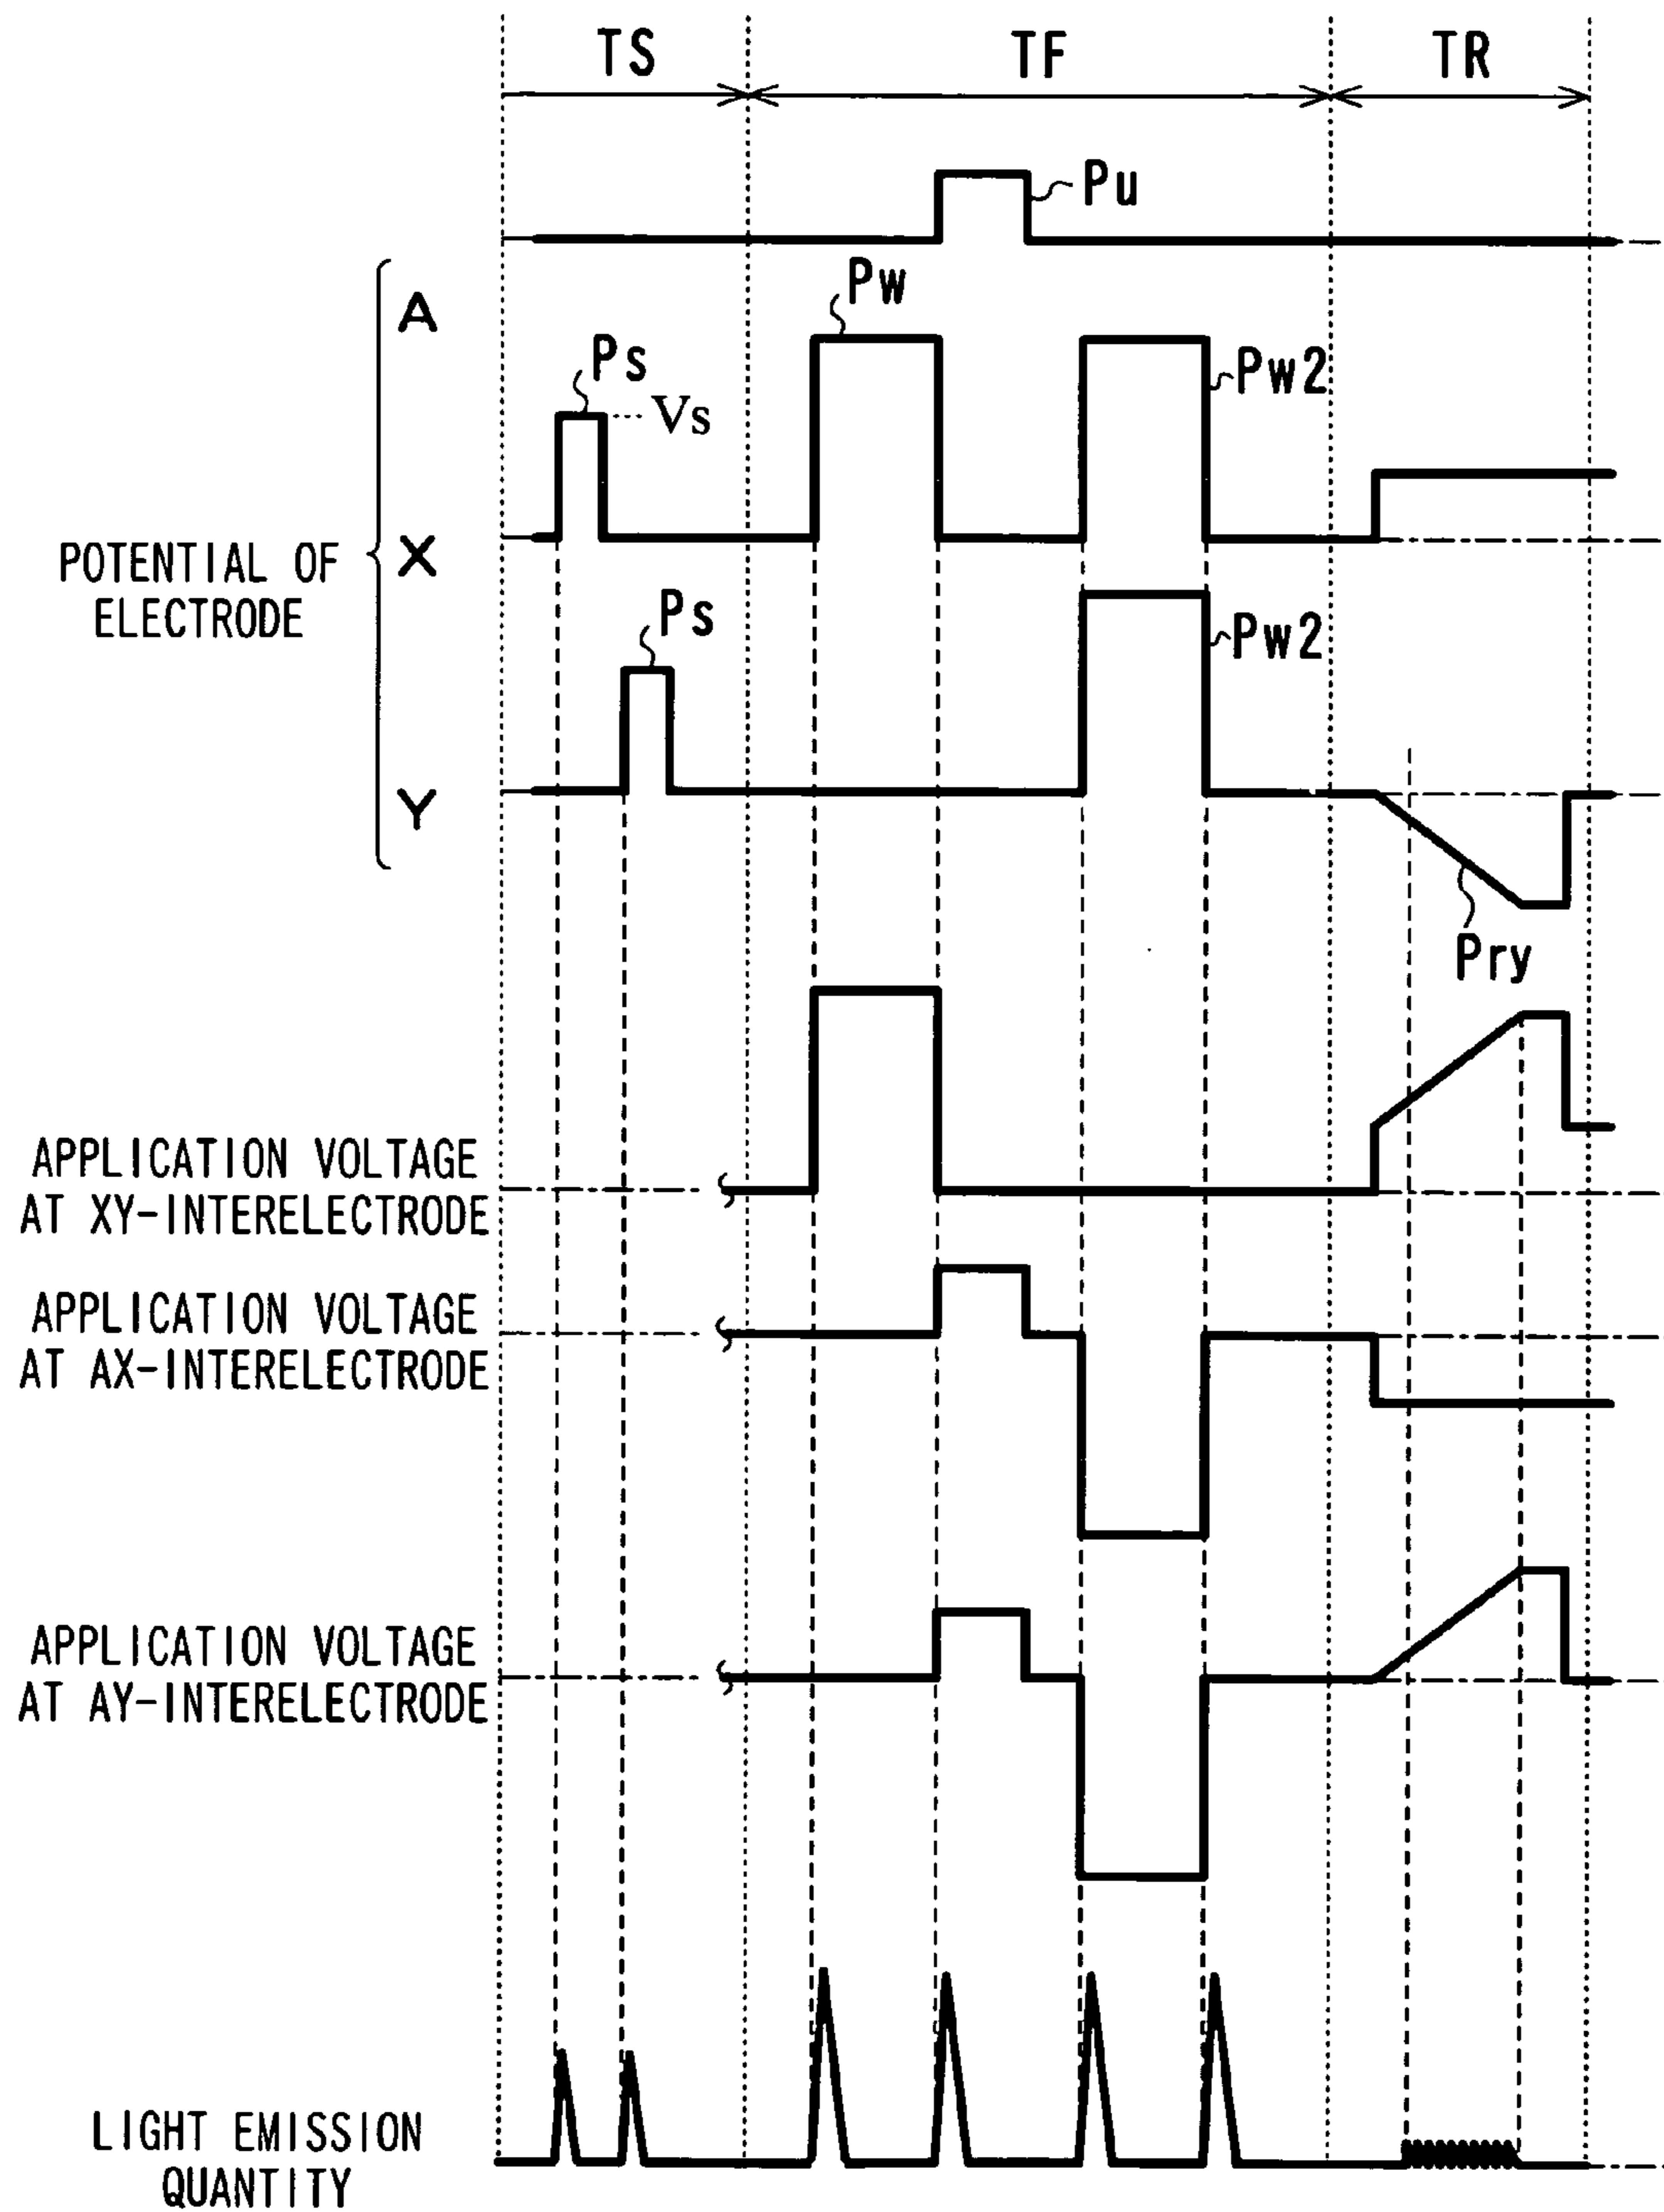 TS TF TR
Pu
Pw
A
Ps
Pw2
Vs
X
POTENTIAL OF
ELECTRODE
Ps
Pw2
Y
Pry
APPLICATION VOLTAGE
AT XY-INTERELECTRODE
APPLICATION VOLTAGE
AT AX-INTERELECTRODE
APPLICATION VOLTAGE
AT AY-INTERELECTRODE
LIGHT EMISSION
QUANTITY